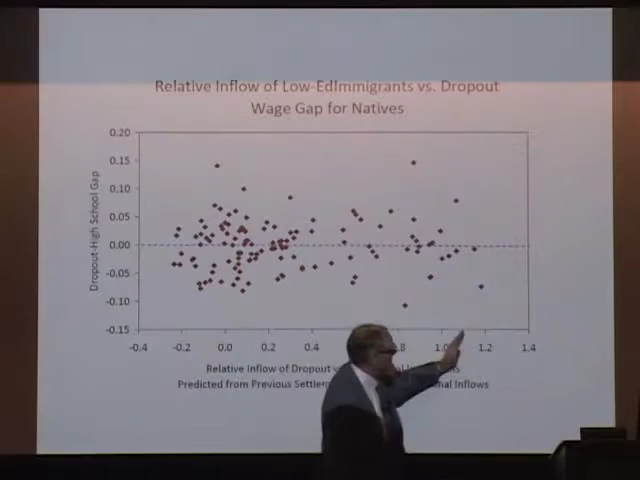 Relative Inflow of Low-EdImmigrants vs. Dropout
Wage Gap for Natives
Dropout-High School Gap
0.20
0.15
0.10
0.05
0.00
-0.05
-0.10
-0.15
-0.4 -0.2 0.0 0.2 0.4 0.8 1.0 1.2 1.4
Relative Inflow of Dropout
Predicted from Previous Inflows